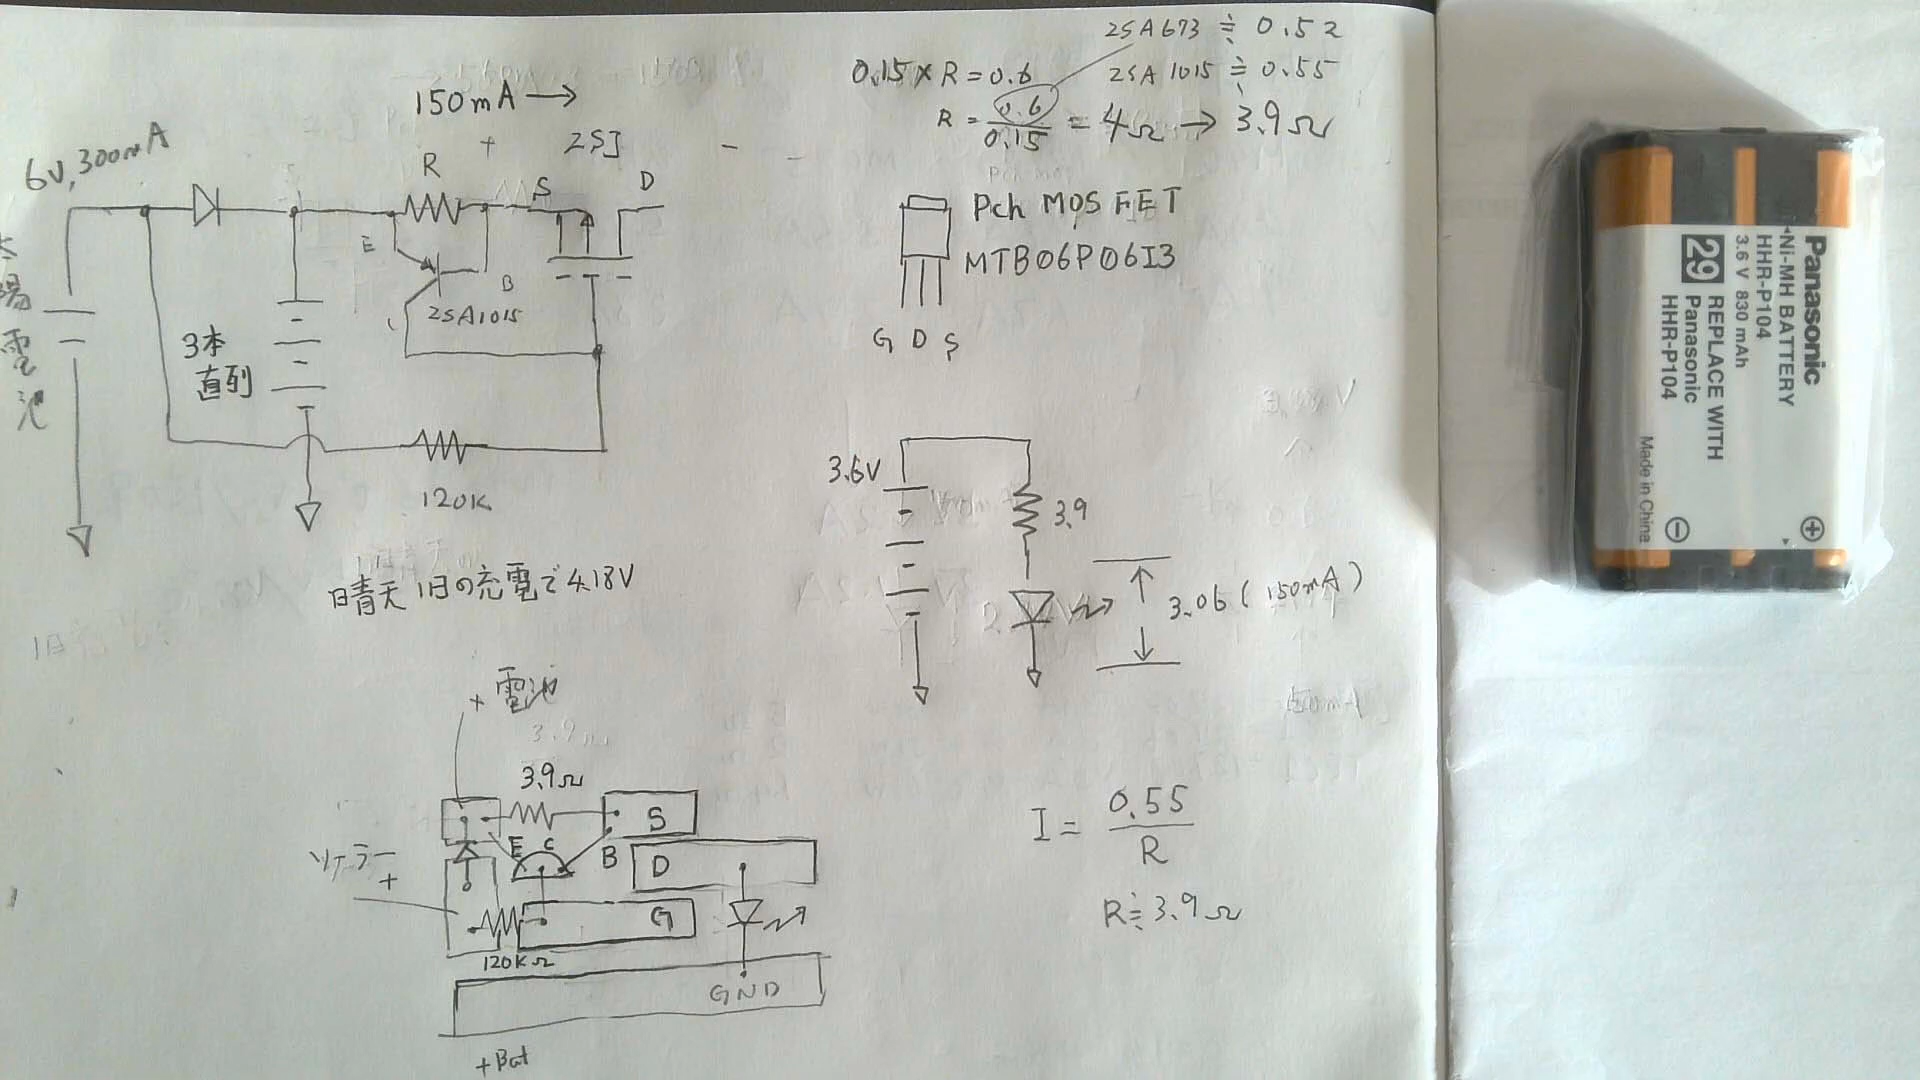 2SA673 ≒ 0.52
0.15×R=0.6
2SA1015 ≒ 0.55
R = 0.6/0.15 = 4Ω → 3.9Ω
150mA→
6V,300mA
+ 2SJ -
R
S
D
E
B
2SA1015
太陽電池
3本
直列
120K
Pch MOSFET
MTB06P06I3
G D S
3.6V
3.9
3.06(150mA)
晴天1日の充電で4.18V
+ 電池
3.9Ω
S
E C
B
D
ソーラー
+
G
120KΩ
GND
+Bat
I = 0.55/R
R≒3.9Ω
Panasonic
Ni-MH BATTERY
HHR-P104
3.6 V 830 mAh
29 REPLACE WITH
Panasonic
HHR-P104
Made in China
⊕
⊖